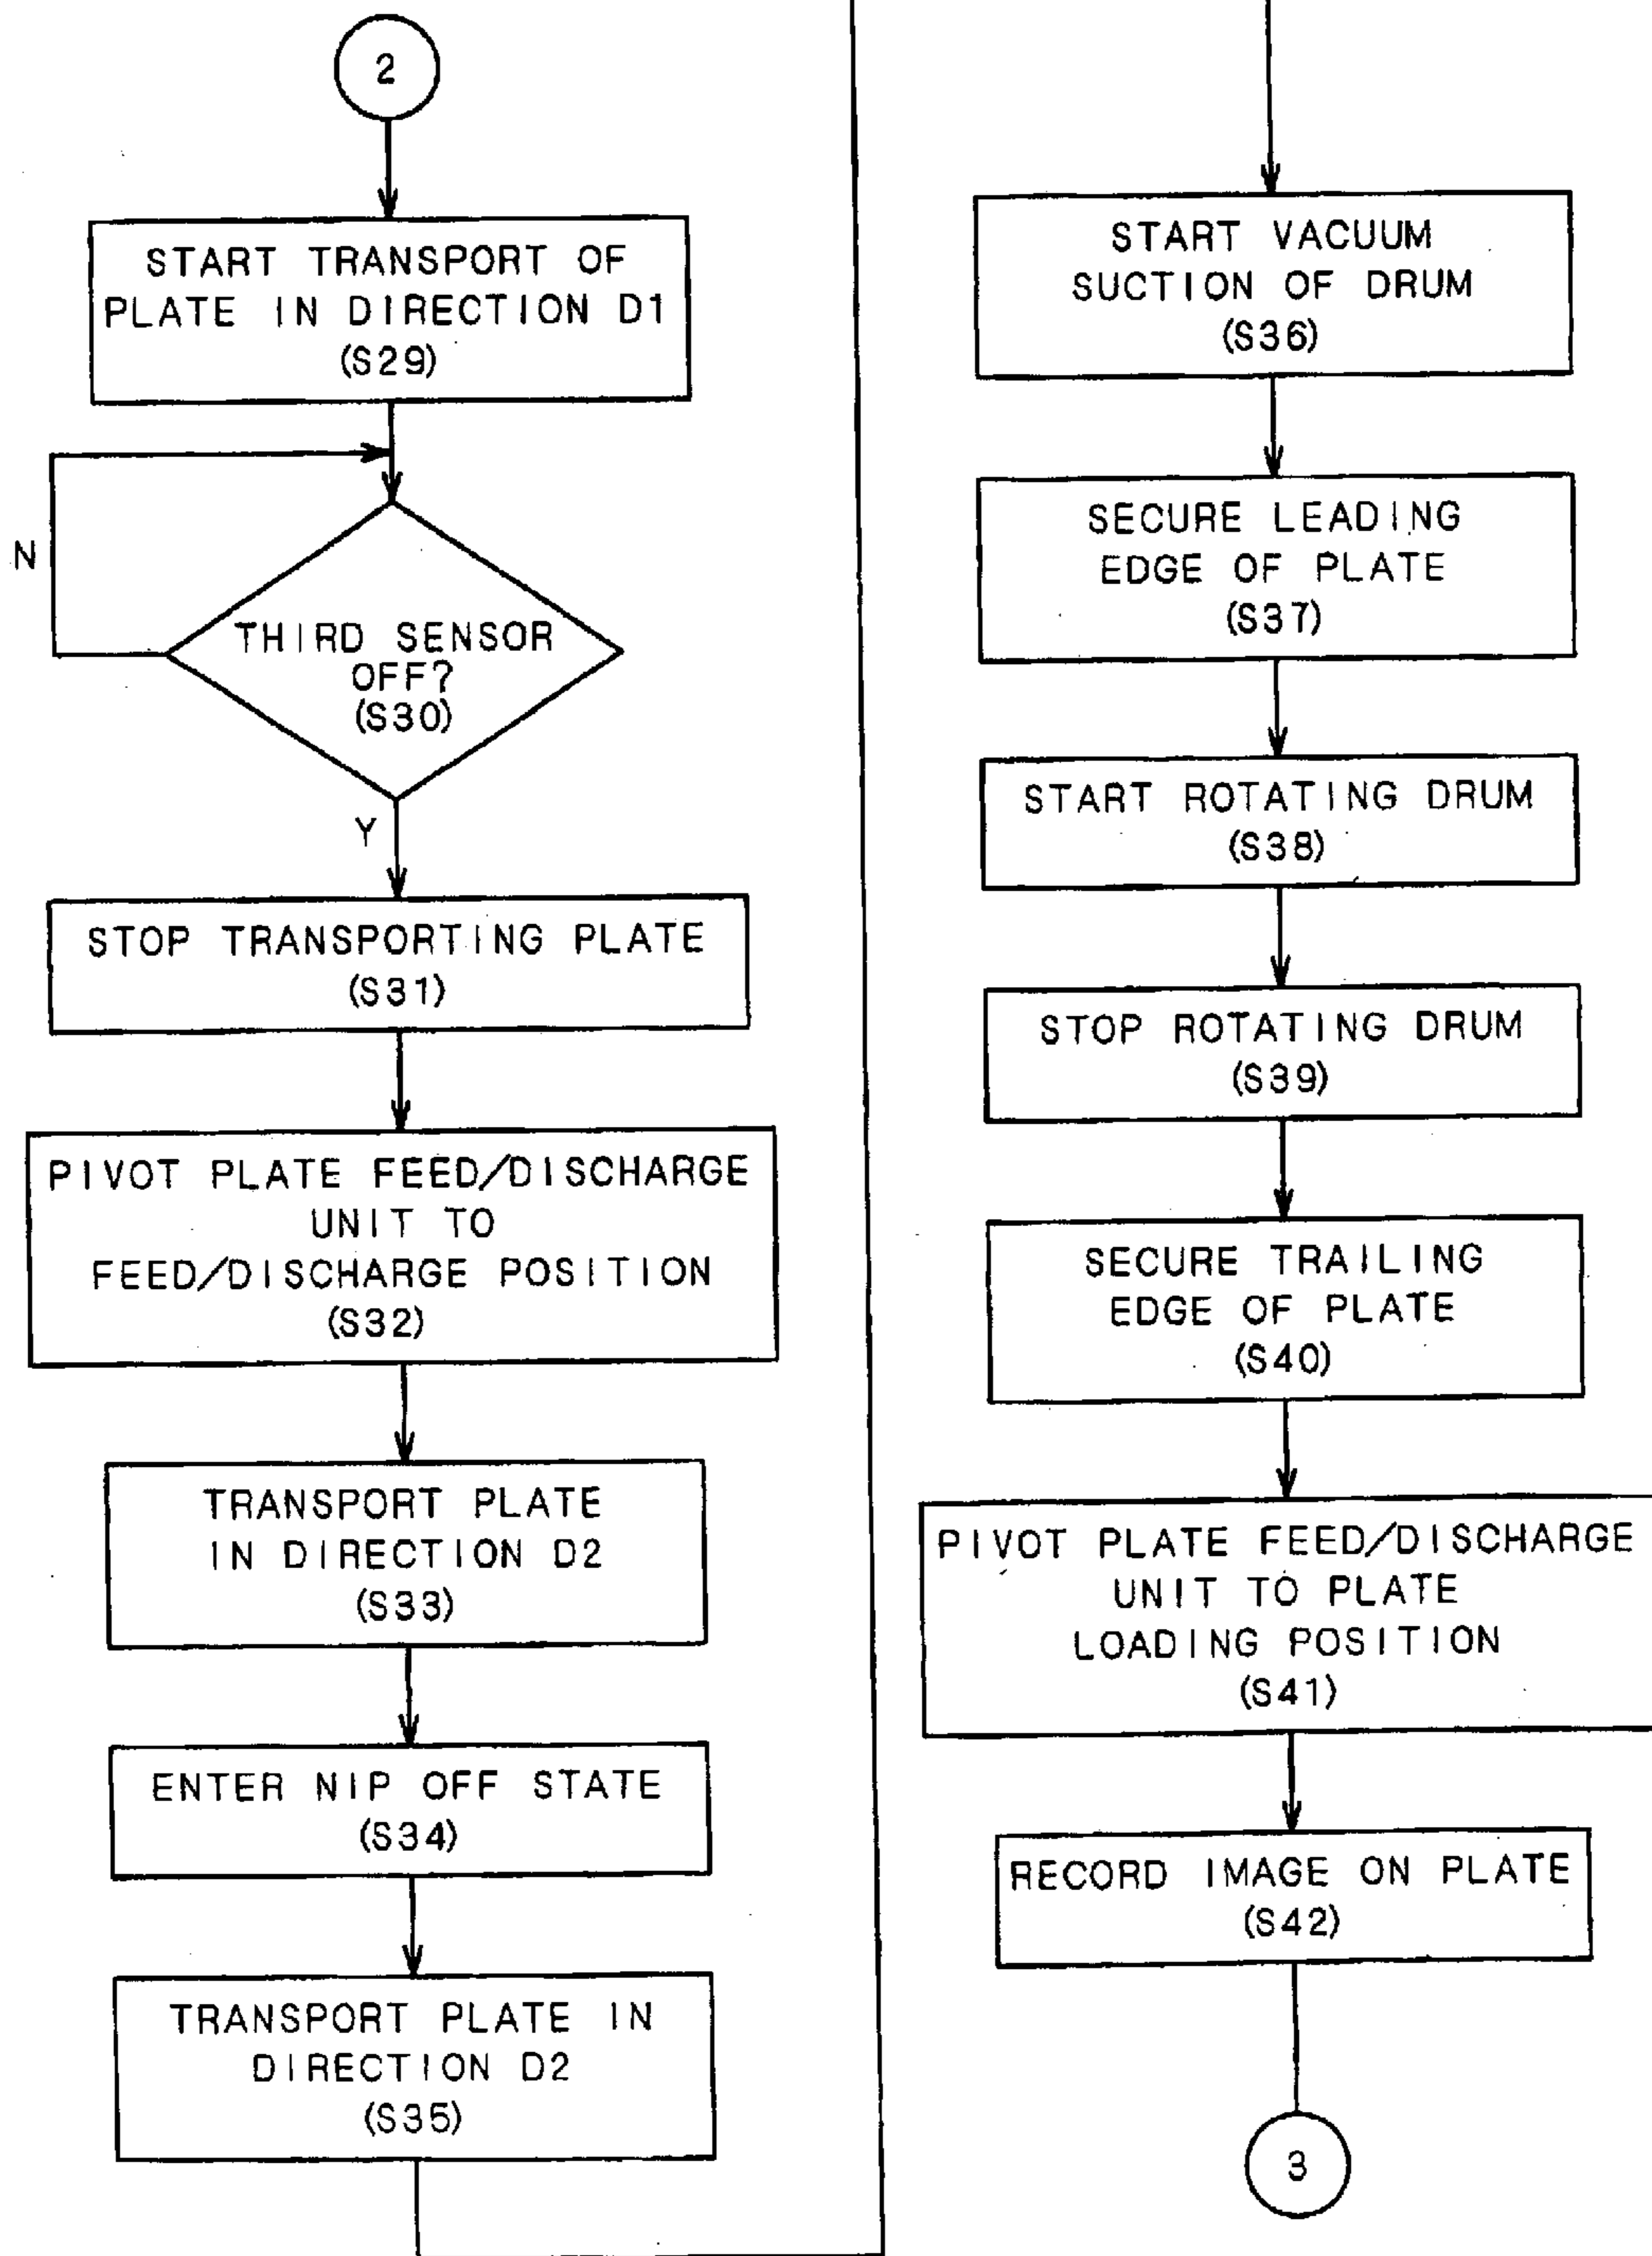 2
START TRANSPORT OF
PLATE IN DIRECTION D1
(S29)
N
THIRD SENSOR
OFF?
(S30)
Y
STOP TRANSPORTING PLATE
(S31)
PIVOT PLATE FEED/DISCHARGE
UNIT TO
FEED/DISCHARGE POSITION
(S32)
TRANSPORT PLATE
IN DIRECTION D2
(S33)
ENTER NIP OFF STATE
(S34)
TRANSPORT PLATE IN
DIRECTION D2
(S35)
START VACUUM
SUCTION OF DRUM
(S36)
SECURE LEADING
EDGE OF PLATE
(S37)
START ROTATING DRUM
(S38)
STOP ROTATING DRUM
(S39)
SECURE TRAILING
EDGE OF PLATE
(S40)
PIVOT PLATE FEED/DISCHARGE
UNIT TO PLATE
LOADING POSITION
(S41)
RECORD IMAGE ON PLATE
(S42)
3